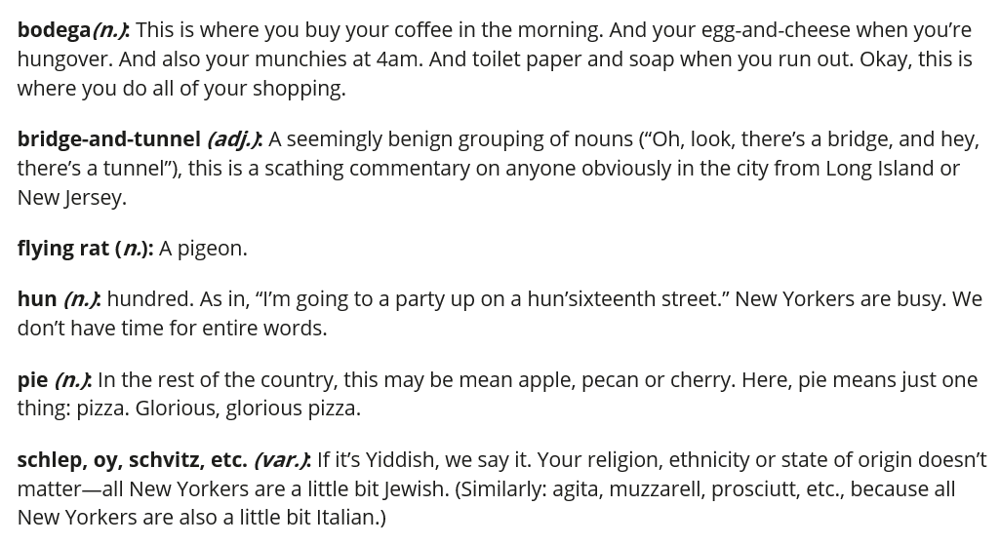 bodega(n.): This is where you buy your coffee in the morning. And your egg-and-cheese when you’re
hungover. And also your munchies at 4am. And toilet paper and soap when you run out. Okay, this is
where you do all of your shopping.
bridge-and-tunnel (adj.): A seemingly benign grouping of nouns (“Oh, look, there’s a bridge, and hey,
there’s a tunnel”), this is a scathing commentary on anyone obviously in the city from Long Island or
New Jersey.
flying rat (n.): A pigeon.
hun (n.): hundred. As in, “I’m going to a party up on a hun’sixteenth street.” New Yorkers are busy. We
don’t have time for entire words.
pie (n.): In the rest of the country, this may be mean apple, pecan or cherry. Here, pie means just one
thing: pizza. Glorious, glorious pizza.
schlep, oy, schvitz, etc. (var.): If it’s Yiddish, we say it. Your religion, ethnicity or state of origin doesn’t
matter—all New Yorkers are a little bit Jewish. (Similarly: agita, muzzarell, prosciutt, etc., because all
New Yorkers are also a little bit Italian.)